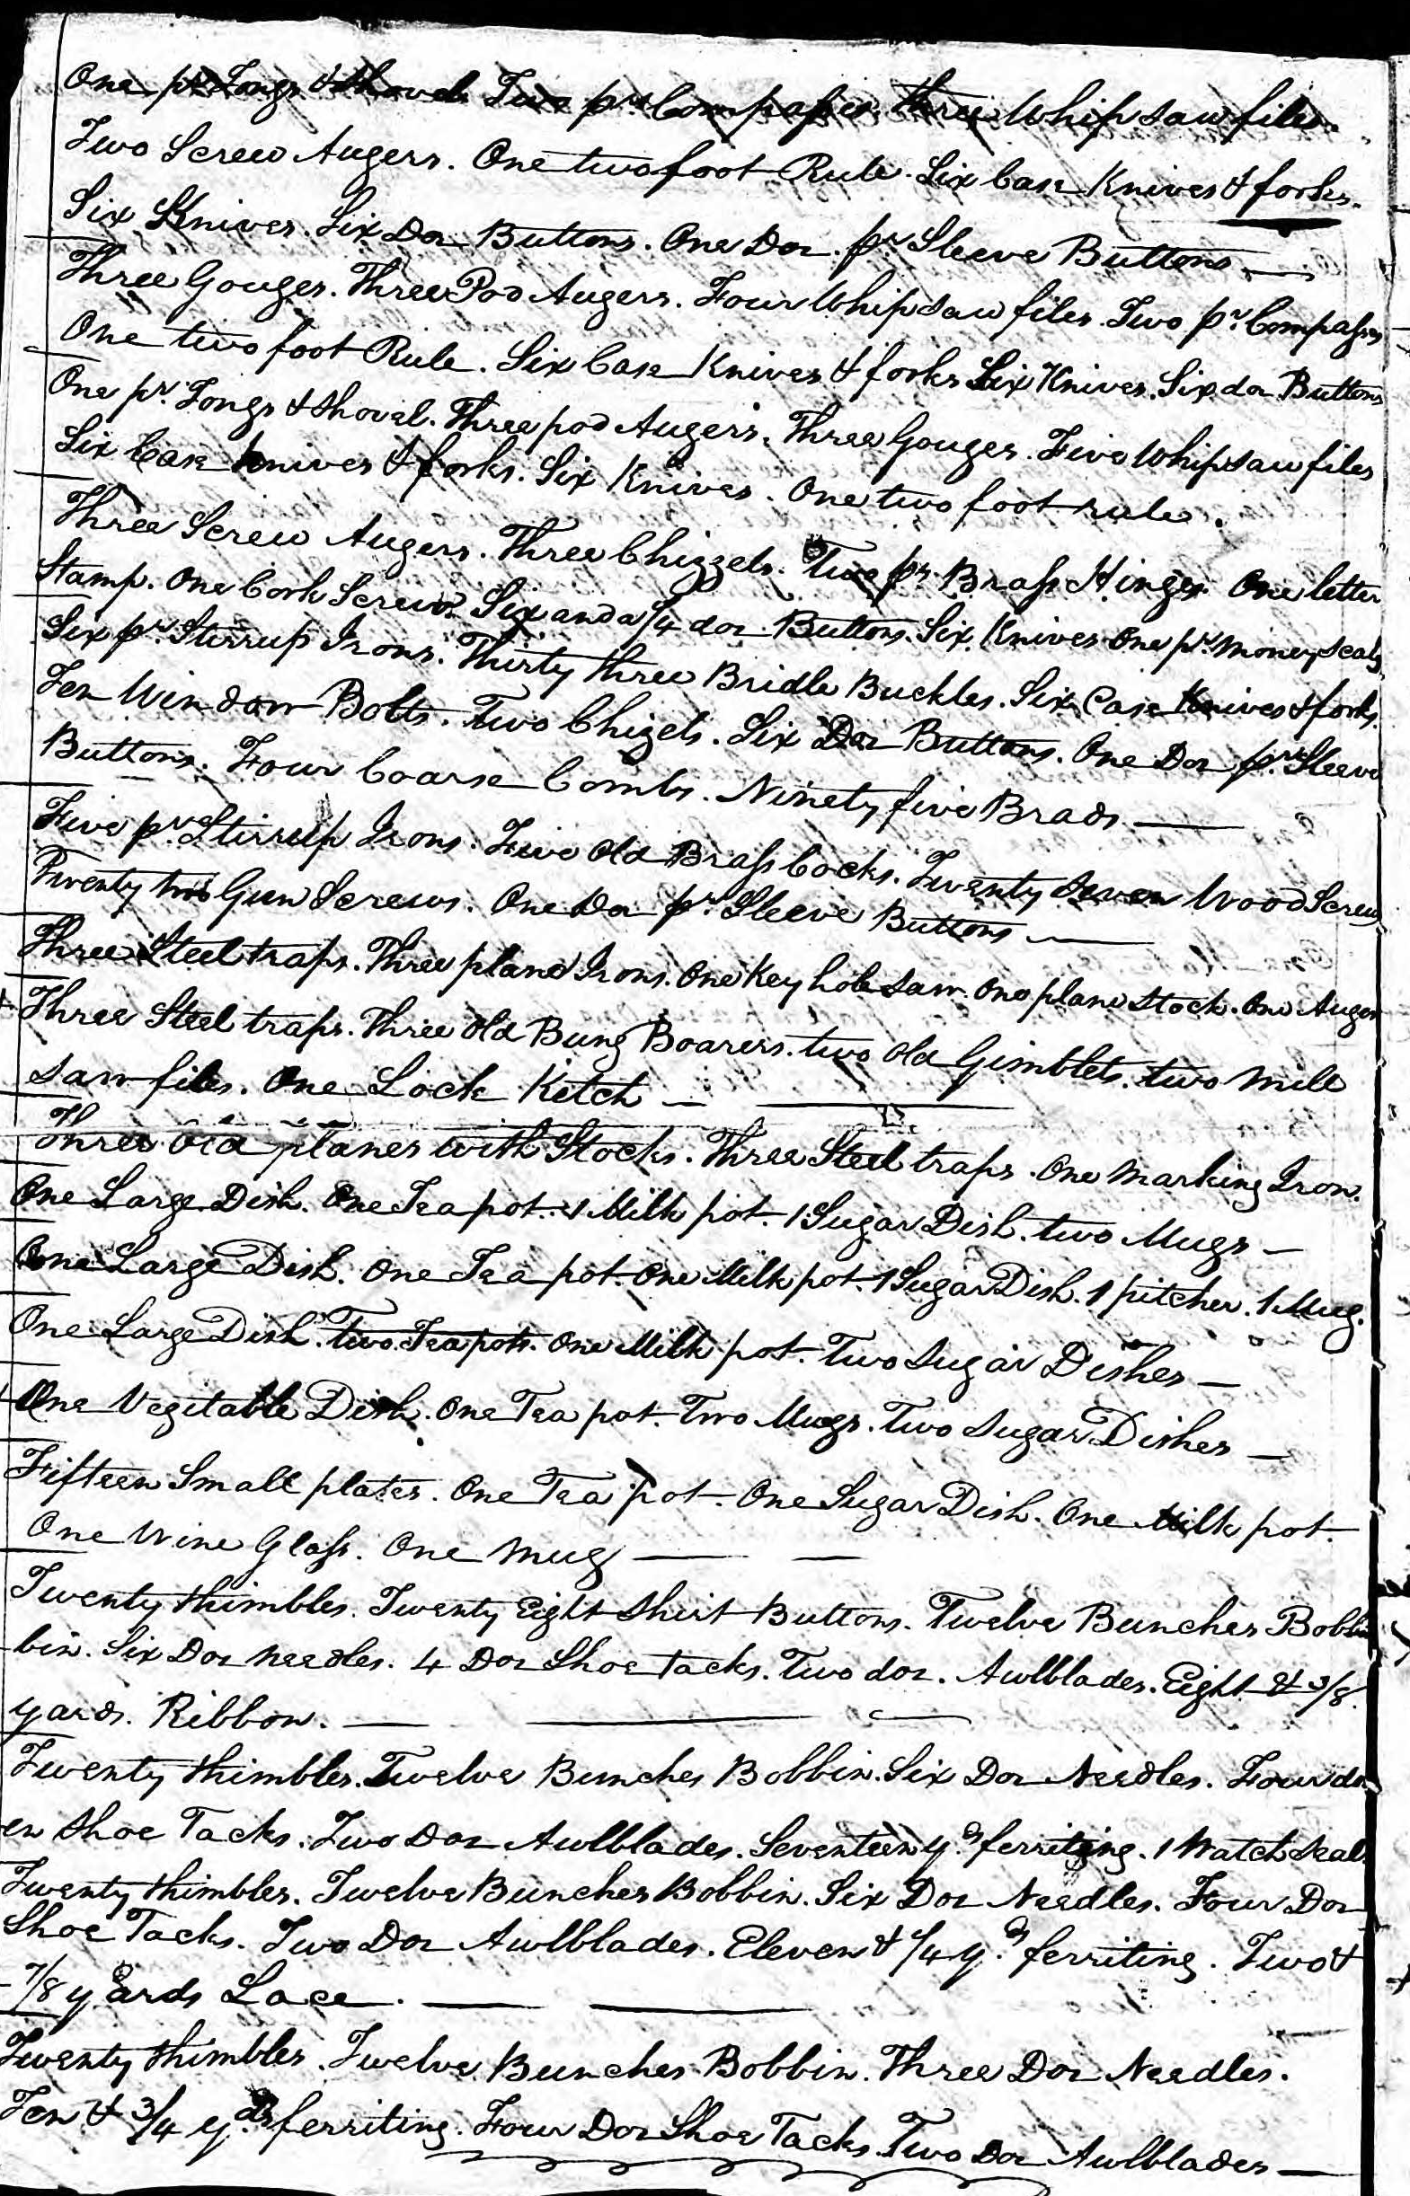 One pr Tongs & Shovel. Two prs Compasses. three Whipsaw files.
Two Screw Augers. One two foot Rule. Six Case Knives & forks.
Six Knives. Six Doz Buttons. One Doz. pr Sleeve Buttons —
Three Gouges. Three Pod Augers. Four Whipsaw files. Two pr. Compasses
One two foot Rule. Six Case Knives & forks Six Knives. Six doz Buttons
One pr. Tongs & Shovel. Three pod Augers. Three Gouges. Five Whipsaw files
Six Case Knives & forks. Six Knives. One two foot rule.
Three Screw Augers. Three Chizzels. Two pr. Brass Hinges. One letter
Stamp. One Cork Screw. Six and a 1/4 doz. Buttons. Six Knives One pr. Money Scales
Six pr. Stirrup Irons. Thirty three Bridle Buckles. Six Case Knives & forks.
Ten Window Bolts. Two Chizels. Six Doz Buttons. One Doz prs. Sleeve
Buttons. Four Coarse Combs. Ninety five Brads —
Five pr. Stirrup Irons. Five Old Brass Cocks. Twenty Seven Wood Screws
Twenty two Gun Screws. One Doz pr. Sleeve Buttons —
Three Steel traps. Three plane Irons. One Key hole Saw. One plane Stock. One Auger
Three Steel traps. Three Old Bung Boarers. two old Gimblets. two mill
Saw files. One Lock Ketch —
Three Old planes with Stocks. Three Steel traps. One marking Iron.
One Large Dish. One Tea pot. 1 Milk pot. 1 Sugar Dish. two Mugs —
One Large Dish. One Tea pot. One Milk pot. 1 Sugar Dish. 1 pitcher. 1 Mug.
One Large Dish. Two Tea pots. One Milk pot. Two Sugar Dishes —
One Vegitable Dish. One Tea pot. Two Mugs. Two Sugar Dishes —
Fifteen Small plates. One Tea pot. One Sugar Dish. One Milk pot.
One Wine Glass. One mug —
Twenty thimbles. Twenty Eight Shirt Buttons. Twelve Bunches Bob
-bin. Six Doz needles. 4 Doz Shoe tacks. Two doz. Awlblades. Eight & 3/8
yards. Ribbon. —
Twenty thimbles. Twelve Bunches Bobbin. Six Doz Needles. Four doz
en Shoe Tacks. Two Doz Awlblades. Seventeen yds ferriting. 1 Watch Seal.
Twenty thimbles. Twelve Bunches Bobbin. Six Doz Needles. Four Doz
Shoe Tacks. Two Doz Awlblades. Eleven & 1/4 yds ferriting. Two &
7/8 yards Lace. —
Twenty thimbles. Twelve Bunches Bobbin. Three Doz Needles.
Ten & 3/4 yds ferriting. Four Doz Shoe Tacks. Two Doz Awlblades —